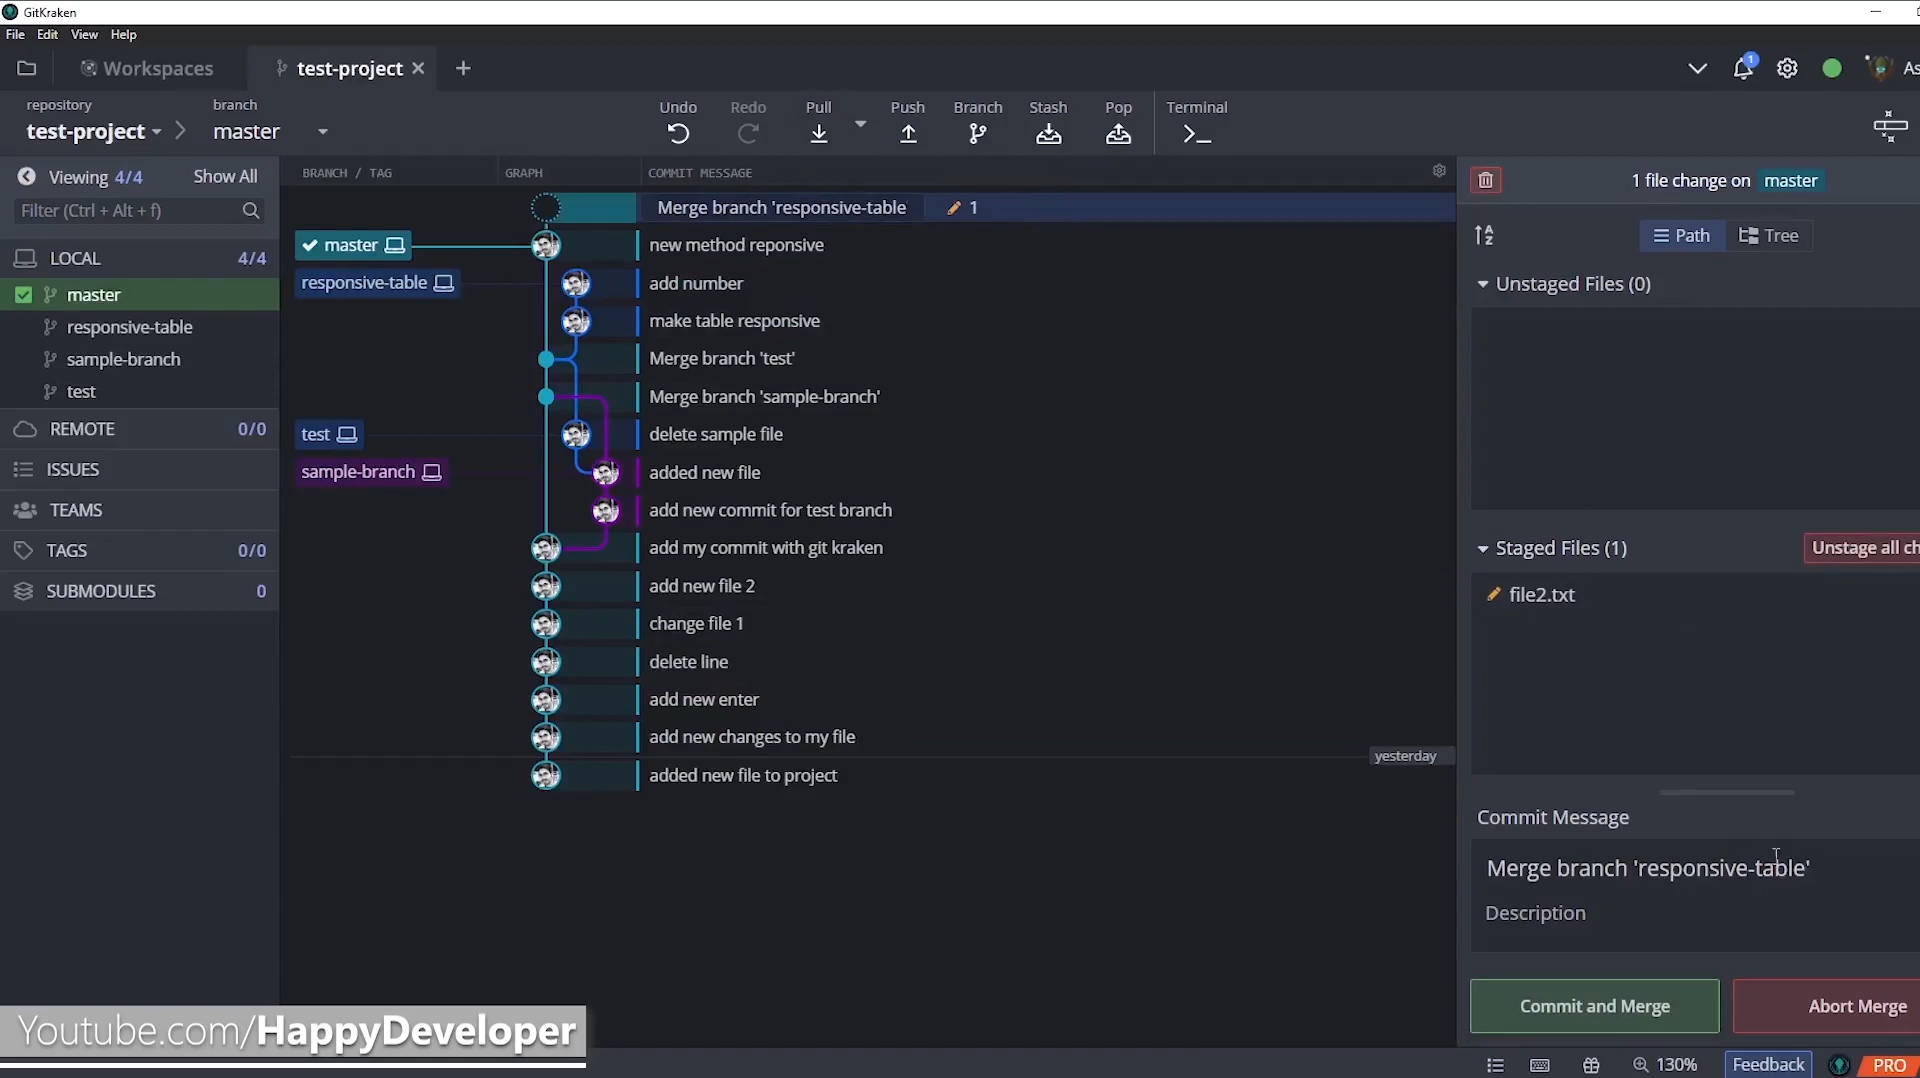 GitKraken
File Edit View Help
Workspaces
test-project
1
As
repository
test-project
branch
master
Undo
Redo
Pull
Push
Branch
Stash
Pop
Terminal
Viewing 4/4 Show All
Filter (Ctrl + Alt + f)
LOCAL 4/4
master
responsive-table
sample-branch
test
REMOTE 0/0
ISSUES
TEAMS
TAGS 0/0
SUBMODULES 0
BRANCH / TAG GRAPH COMMIT MESSAGE
Merge branch 'responsive-table 1
master new method reponsive
responsive-table add number
make table responsive
Merge branch 'test'
Merge branch 'sample-branch'
test delete sample file
sample-branch added new file
add new commit for test branch
add my commit with git kraken
add new file 2
change file 1
delete line
add new enter
add new changes to my file
yesterday
added new file to project
1 file change on master
Path Tree
Unstaged Files (0)
Staged Files (1) Unstage all ch
file2.txt
Commit Message
Merge branch 'responsive-table'
Description
Commit and Merge Abort Merge
Youtube.com/HappyDeveloper
130% Feedback PRO